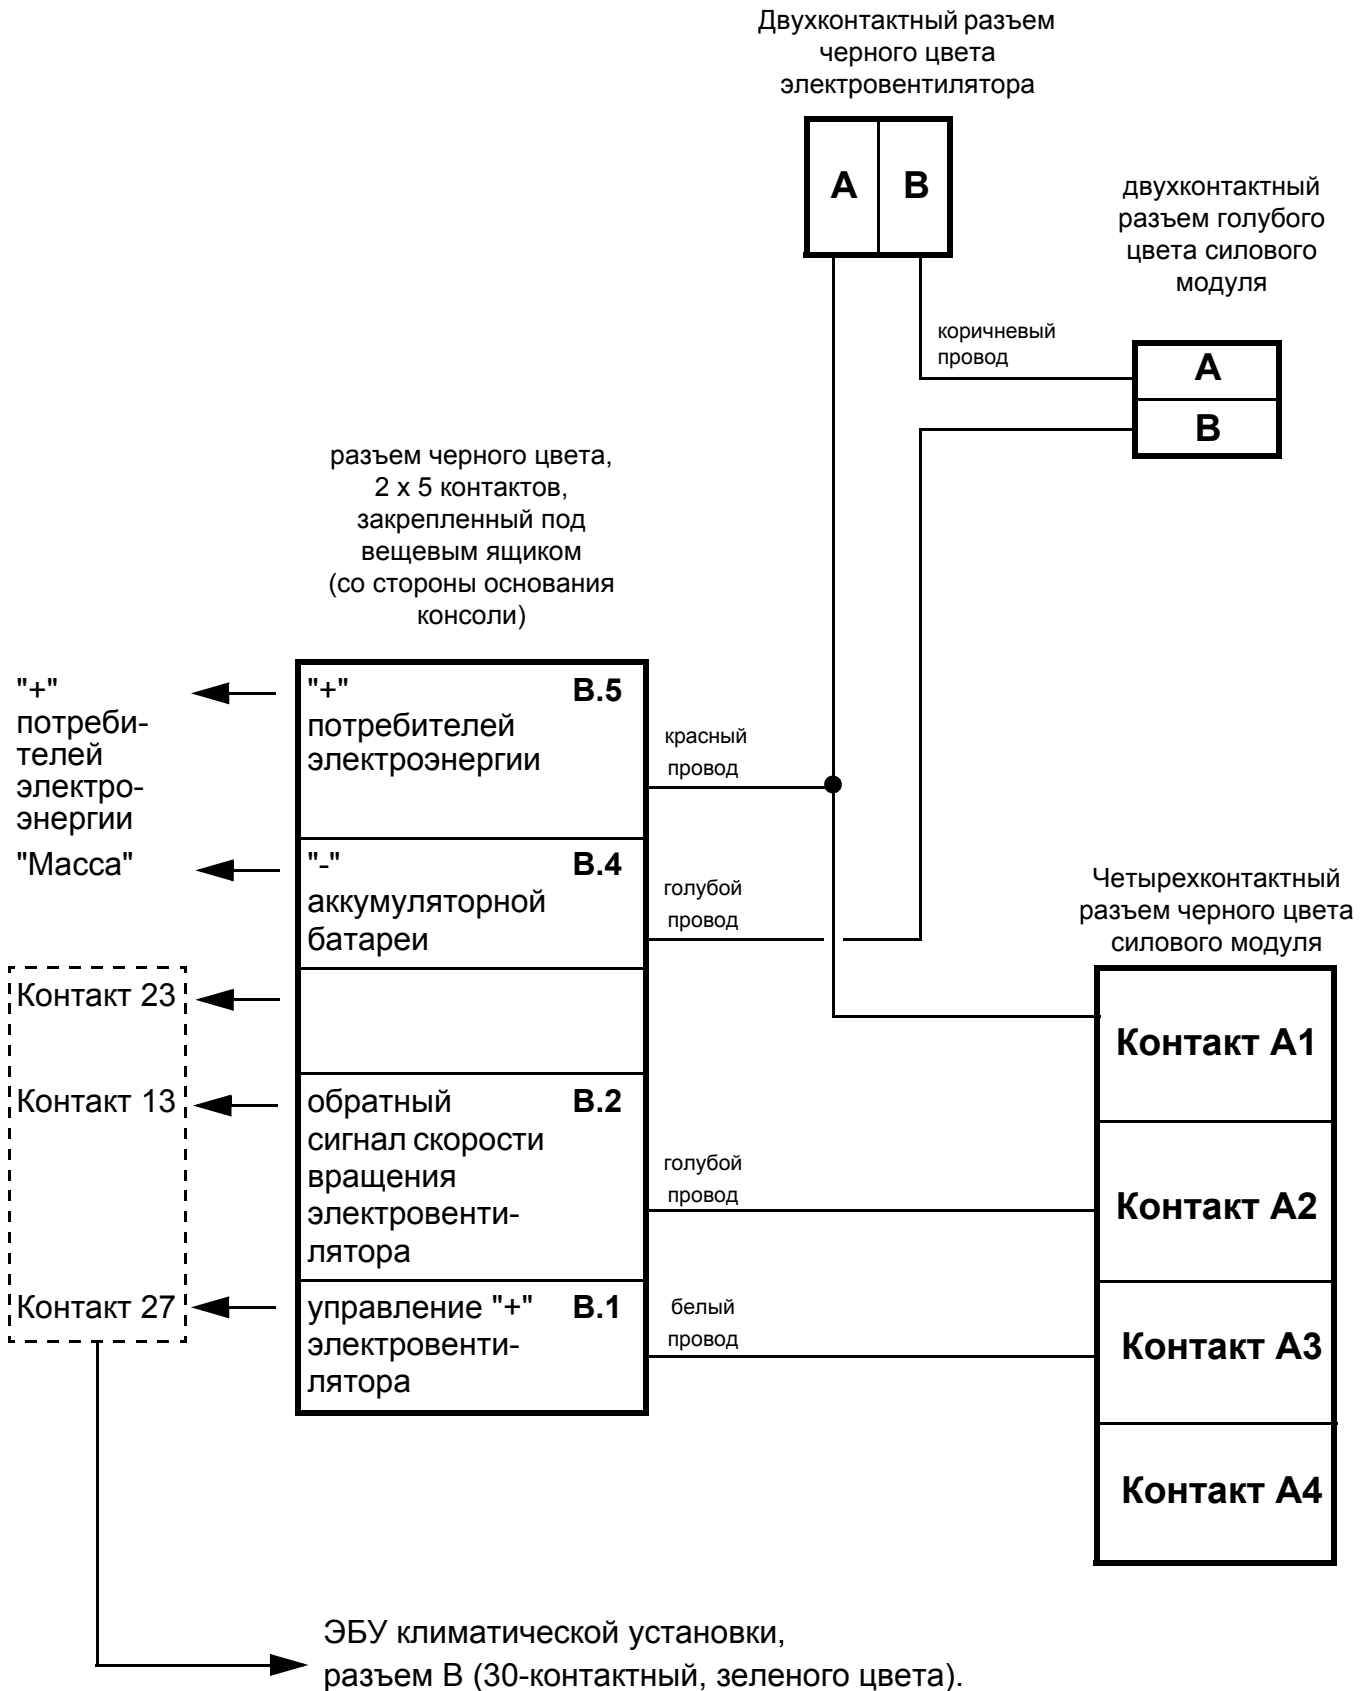 Двухконтактный разъем
черного цвета
электровентилятора
A B
двухконтактный
разъем голубого
цвета силового
модуля
коричневый
провод
A
B
разъем черного цвета,
2 x 5 контактов,
закрепленный под
вещевым ящиком
(со стороны основания
консоли)
"+"
потреби-
телей
электро-
энергии
"+" B.5
потребителей
электроэнергии
красный
провод
"Масса"
"-" B.4
аккумуляторной
батареи
голубой
провод
Четырехконтактный
разъем черного цвета
силового модуля
Контакт 23
Контакт A1
Контакт 13
обратный B.2
сигнал скорости
вращения
электровенти-
лятора
голубой
провод
Контакт A2
Контакт 27
управление "+" B.1
электровенти-
лятора
белый
провод
Контакт A3
Контакт A4
ЭБУ климатической установки,
разъем B (30-контактный, зеленого цвета).